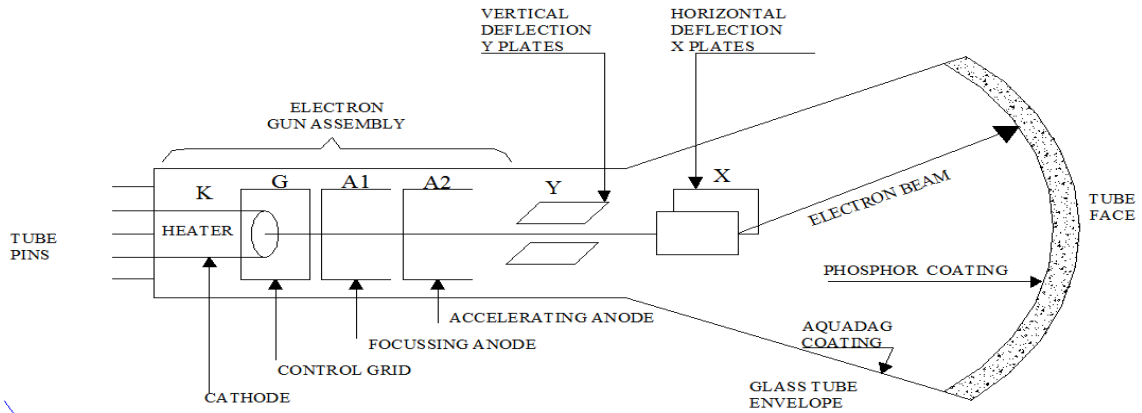 VERTICAL
DEFLECTION
Y PLATES
HORIZONTAL
DEFLECTION
X PLATES
ELECTRON
GUN ASSEMBLY
K
G
A1
A2
Y
X
HEATER
TUBE
PINS
ELECTRON BEAM
TUBE
FACE
PHOSPHOR COATING
ACCELERATING ANODE
FOCUSSING ANODE
CONTROL GRID
CATHODE
AQUADAG
COATING
GLASS TUBE
ENVELOPE